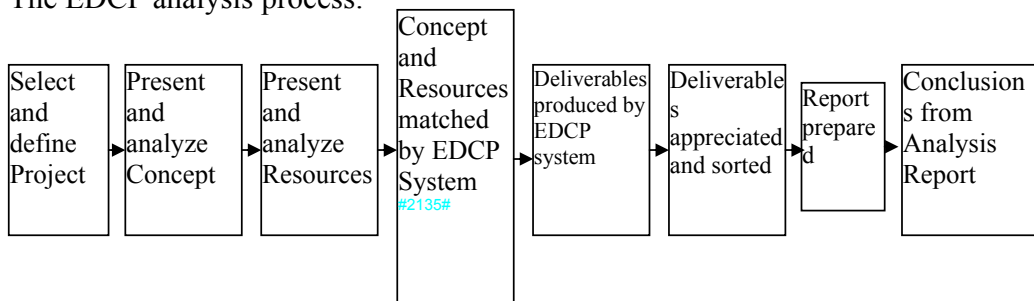 The EDCP analysis process:
Select
and
define
Project
Present
and
analyze
Concept
Present
and
analyze
Resources
Concept
and
Resources
matched
by EDCP
System
#2135#
Deliverables
produced by
EDCP
system
Deliverable
s
appreciated
and sorted
Report
prepare
d
Conclusion
s from
Analysis
Report